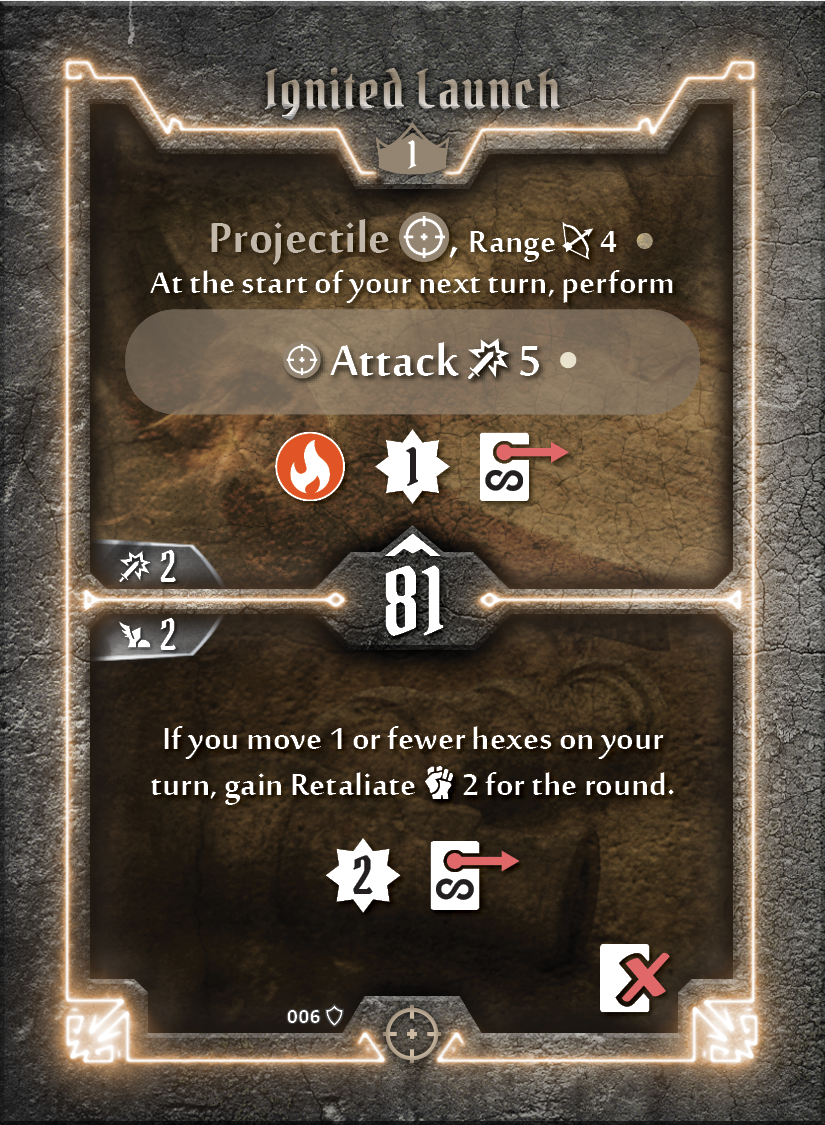 Ignited Launch
1
Projectile , Range 4
At the start of your next turn, perform
Attack 5
1
2
81
2
If you move 1 or fewer hexes on your
turn, gain Retaliate 2 for the round.
2
006